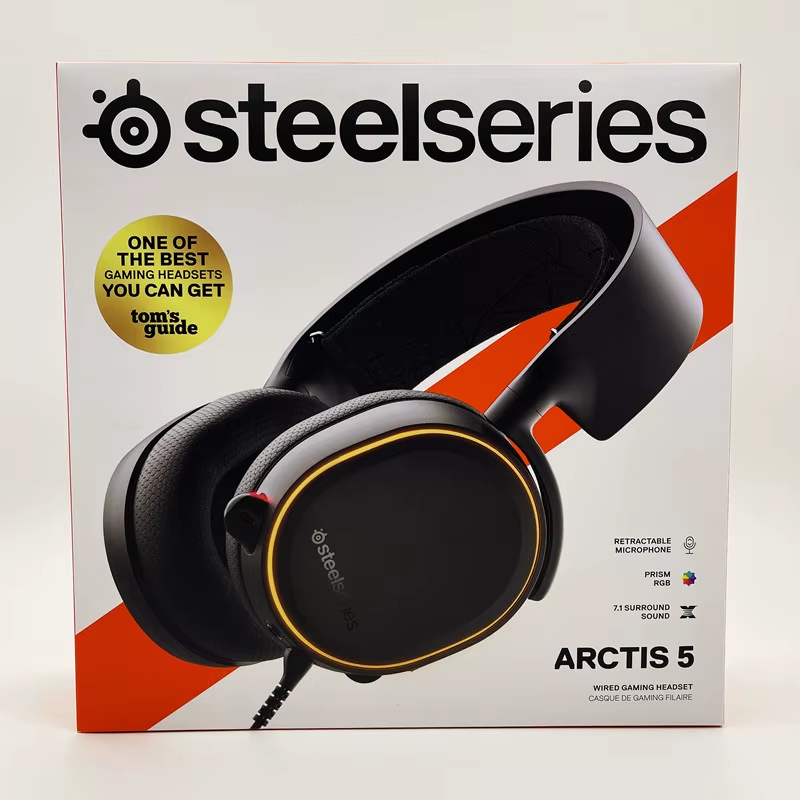 steelseries
ONE OF
THE BEST
GAMING HEADSETS
YOU CAN GET
tom's
guide
steelseries
RETRACTABLE
MICROPHONE
PRISM
RGB
7.1 SURROUND
SOUND
ARCTIS 5
WIRED GAMING HEADSET
CASQUE DE GAMING FILAIRE